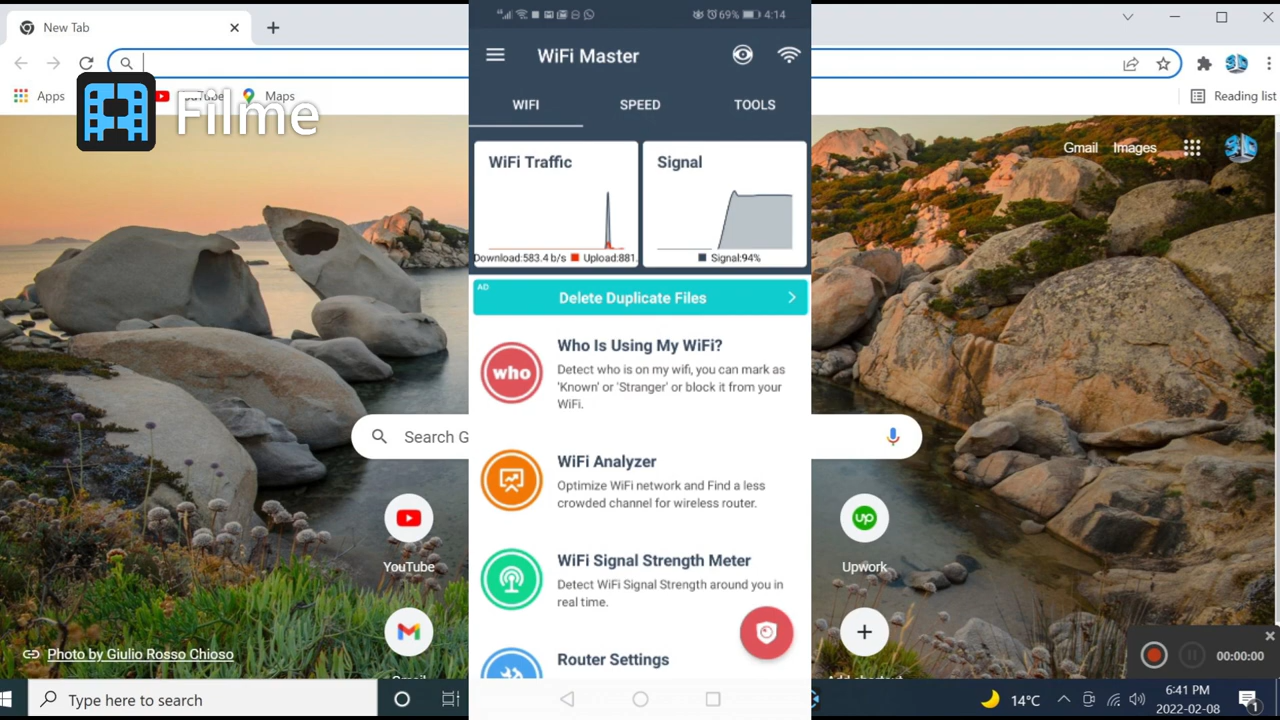 New Tab
Apps
Maps
Reading list
Filme
Gmail
Images
69%
4:14
WiFi Master
WIFI
SPEED
TOOLS
WiFi Traffic
Download:583.4 b/s
Upload:881.
Signal
Signal:94%
AD
Delete Duplicate Files
who
Who Is Using My WiFi?
Detect who is on my wifi, you can mark as
'Known' or 'Stranger' or block it from your
WiFi.
WiFi Analyzer
Optimize WiFi network and Find a less
crowded channel for wireless router.
WiFi Signal Strength Meter
Detect WiFi Signal Strength around you in
real time.
Router Settings
Search G
YouTube
up
Upwork
Photo by Giulio Rosso Chioso
00:00:00
Type here to search
14°C
6:41 PM
2022-02-08
1